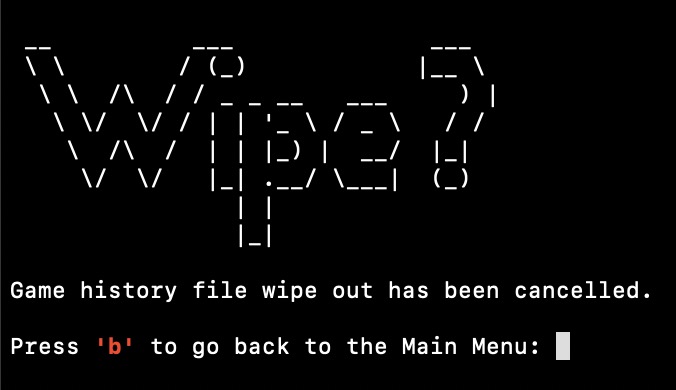 Wipe?
Game history file wipe out has been cancelled.
Press 'b' to go back to the Main Menu: